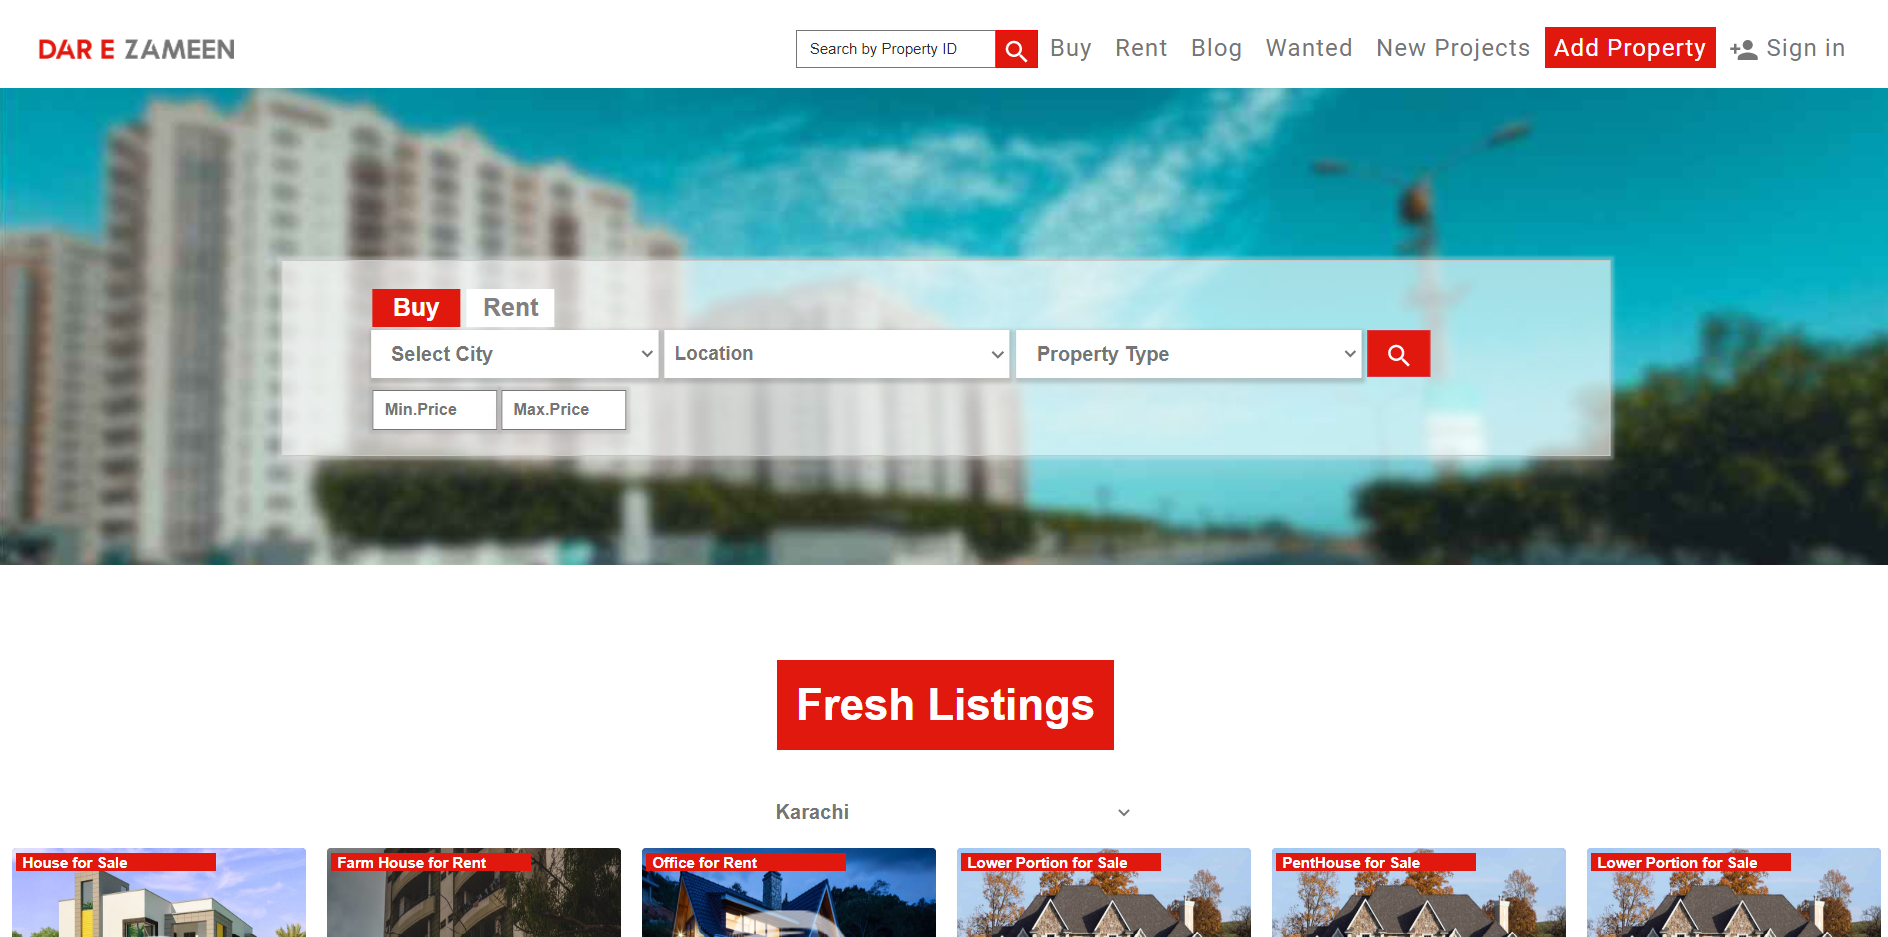 DAR E ZAMEEN
Search by Property ID
Buy
Rent
Blog
Wanted
New Projects
Add Property
Sign in
Buy
Rent
Select City
Location
Property Type
Min.Price
Max.Price
Fresh Listings
Karachi
House for Sale
Farm House for Rent
Office for Rent
Lower Portion for Sale
PentHouse for Sale
Lower Portion for Sale